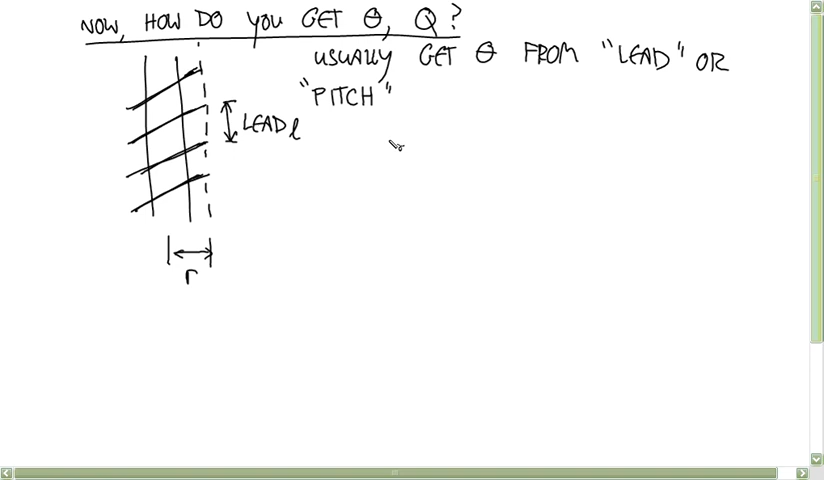 NOW, HOW DO YOU GET θ, Q?
USUALLY GET θ FROM "LEAD" OR
"PITCH"
LEAD l
r